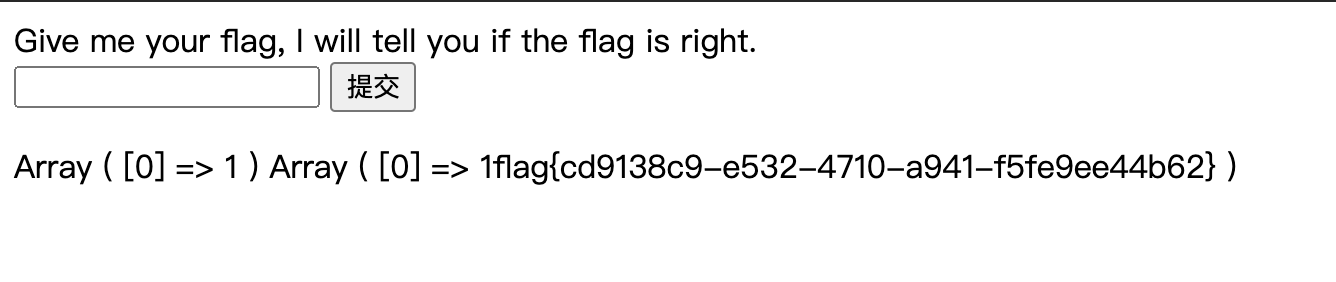 Give me your flag, I will tell you if the flag is right.
提交
Array ( [0] => 1 ) Array ( [0] => 1flag{cd9138c9-e532-4710-a941-f5fe9ee44b62} )